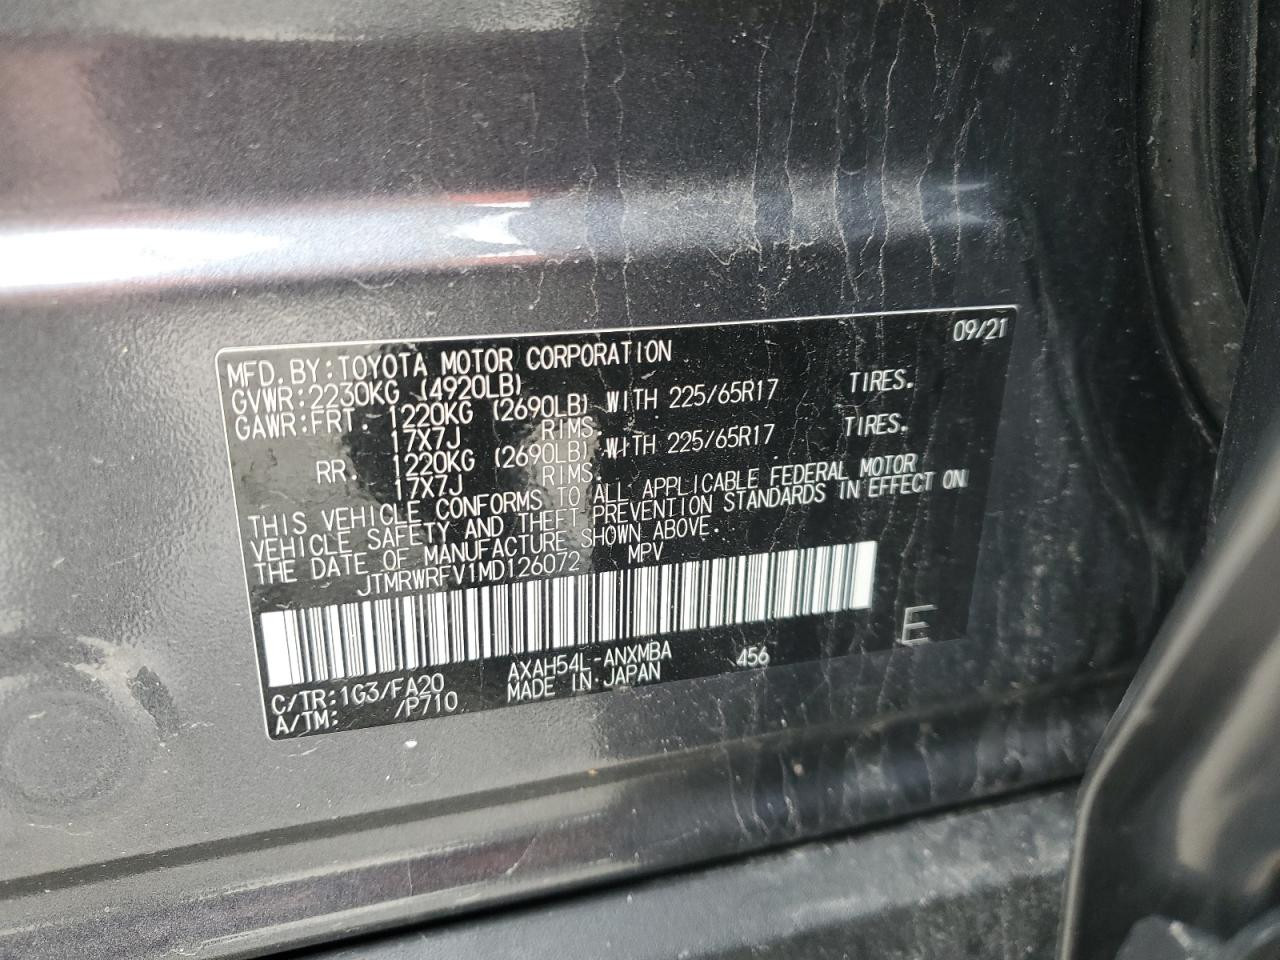 09/21
MFD. BY: TOYOTA MOTOR CORPORATION
GVWR: 2230KG (4920LB)
GAWR: FRT. 1220KG (2690LB) WITH 225/65R17 TIRES.
17X7J RIMS.
RR. 1220KG (2690LB) WITH 225/65R17 TIRES.
17X7J RIMS.
THIS VEHICLE CONFORMS TO ALL APPLICABLE FEDERAL MOTOR
VEHICLE SAFETY AND THEFT PREVENTION STANDARDS IN EFFECT ON
THE DATE OF MANUFACTURE SHOWN ABOVE.
JTMRWRFV1MD126072 MPV
E
C/TR: 1G3/FA20 AXAH54L-ANXMBA 456
A/TM: /P710 MADE IN JAPAN